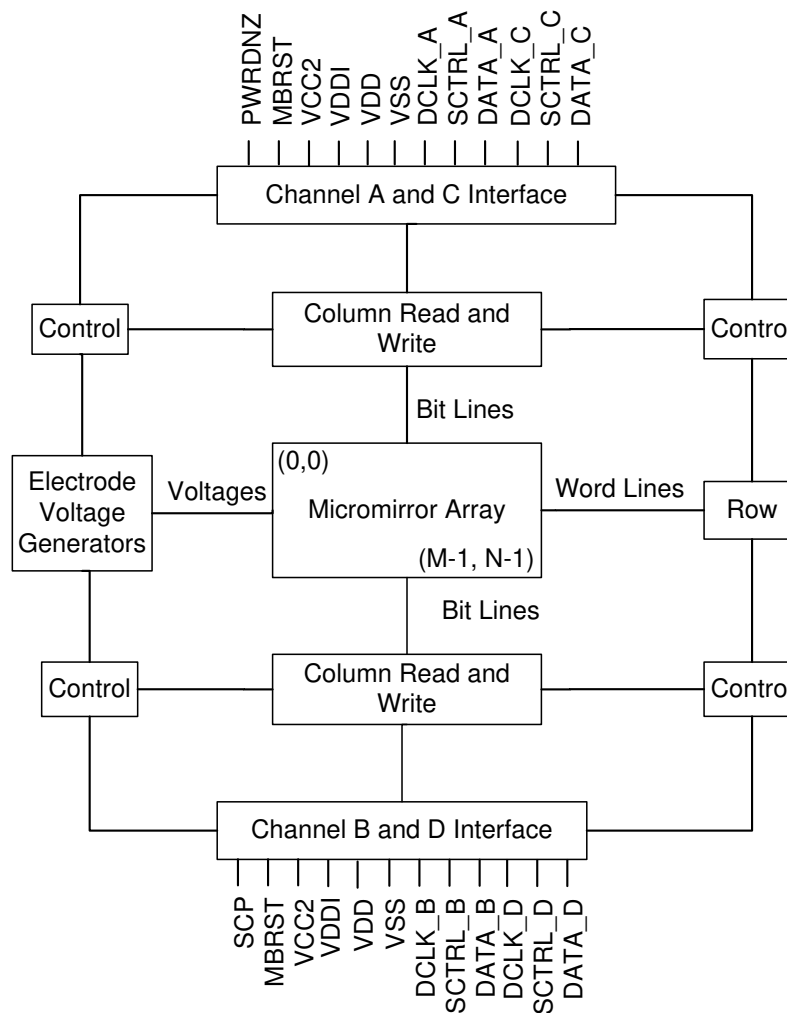 PWRDNZ
MBRST
VCC2
VDDI
VDD
VSS
DCLK_A
SCTRL_A
DATA_A
DCLK_C
SCTRL_C
DATA_C
Channel A and C Interface
Control
Column Read and
Write
Control
Bit Lines
(0,0)
Electrode
Voltage
Generators
Voltages
Micromirror Array
Word Lines
Row
(M-1, N-1)
Bit Lines
Control
Column Read and
Write
Control
Channel B and D Interface
SCP
MBRST
VCC2
VDDI
VDD
VSS
DCLK_B
SCTRL_B
DATA_B
DCLK_D
SCTRL_D
DATA_D